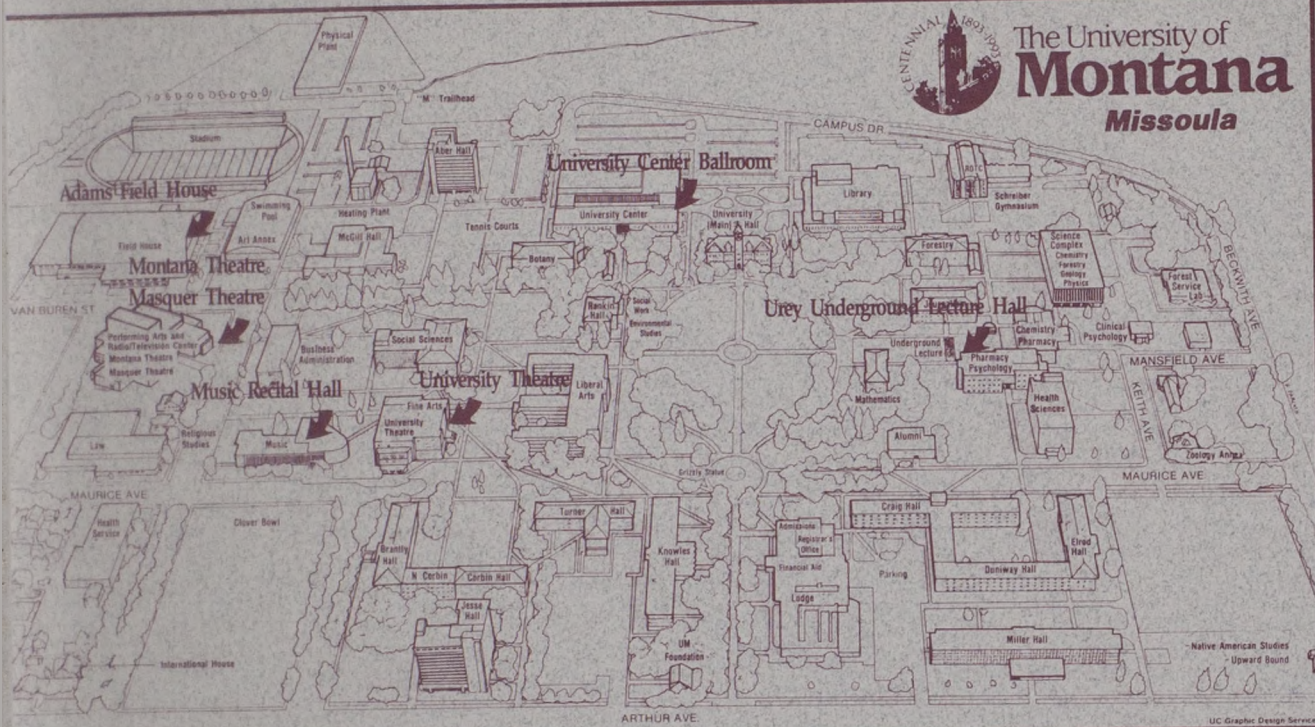 CENTENNIAL 1893-1993
The University of
Montana
Missoula
Physical
Plant
"M" Trailhead
CAMPUS DR.
Stadium
Aber Hall
University Center Ballroom
ROTC
Schreiber
Gymnasium
Library
Adams Field House
Swimming
Pool
Art Annex
Heating Plant
McGill Hall
Tennis Courts
University Center
University
(Main) Hall
Field House
Botany
Forestry
Science
Complex
Chemistry
Forestry
Geology
Physics
Forest
Service
Lab
BECKWITH AVE.
Montana Theatre
Masquer Theatre
VAN BUREN ST
Rankin
Hall
Social
Work
Environmental
Studies
Urey Underground Lecture Hall
Performing Arts and
Radio/Television Center
Montana Theatre
Masquer Theatre
Business
Administration
Social Sciences
Underground
Lecture
Chemistry
Pharmacy
Clinical
Psychology
MANSFIELD AVE
Pharmacy
Psychology
Music Recital Hall
University Theatre
Liberal
Arts
Mathematics
Health
Sciences
KEITH AVE
Fine Arts
University
Theatre
Law
Religious
Studies
Music
Alumni
Zoology Annex
Grizzly Statue
MAURICE AVE
MAURICE AVE
Health
Service
Clover Bowl
Turner Hall
Craig Hall
Brantly
Hall
Knowles
Hall
Admissions
Registrar's
Office
Financial Aid
Lodge
Parking
Elrod
Hall
Duniway Hall
N Corbin
Corbin Hall
Jesse
Hall
UM
Foundation
Miller Hall
International House
Native American Studies
Upward Bound
ARTHUR AVE.
UC Graphic Design Service